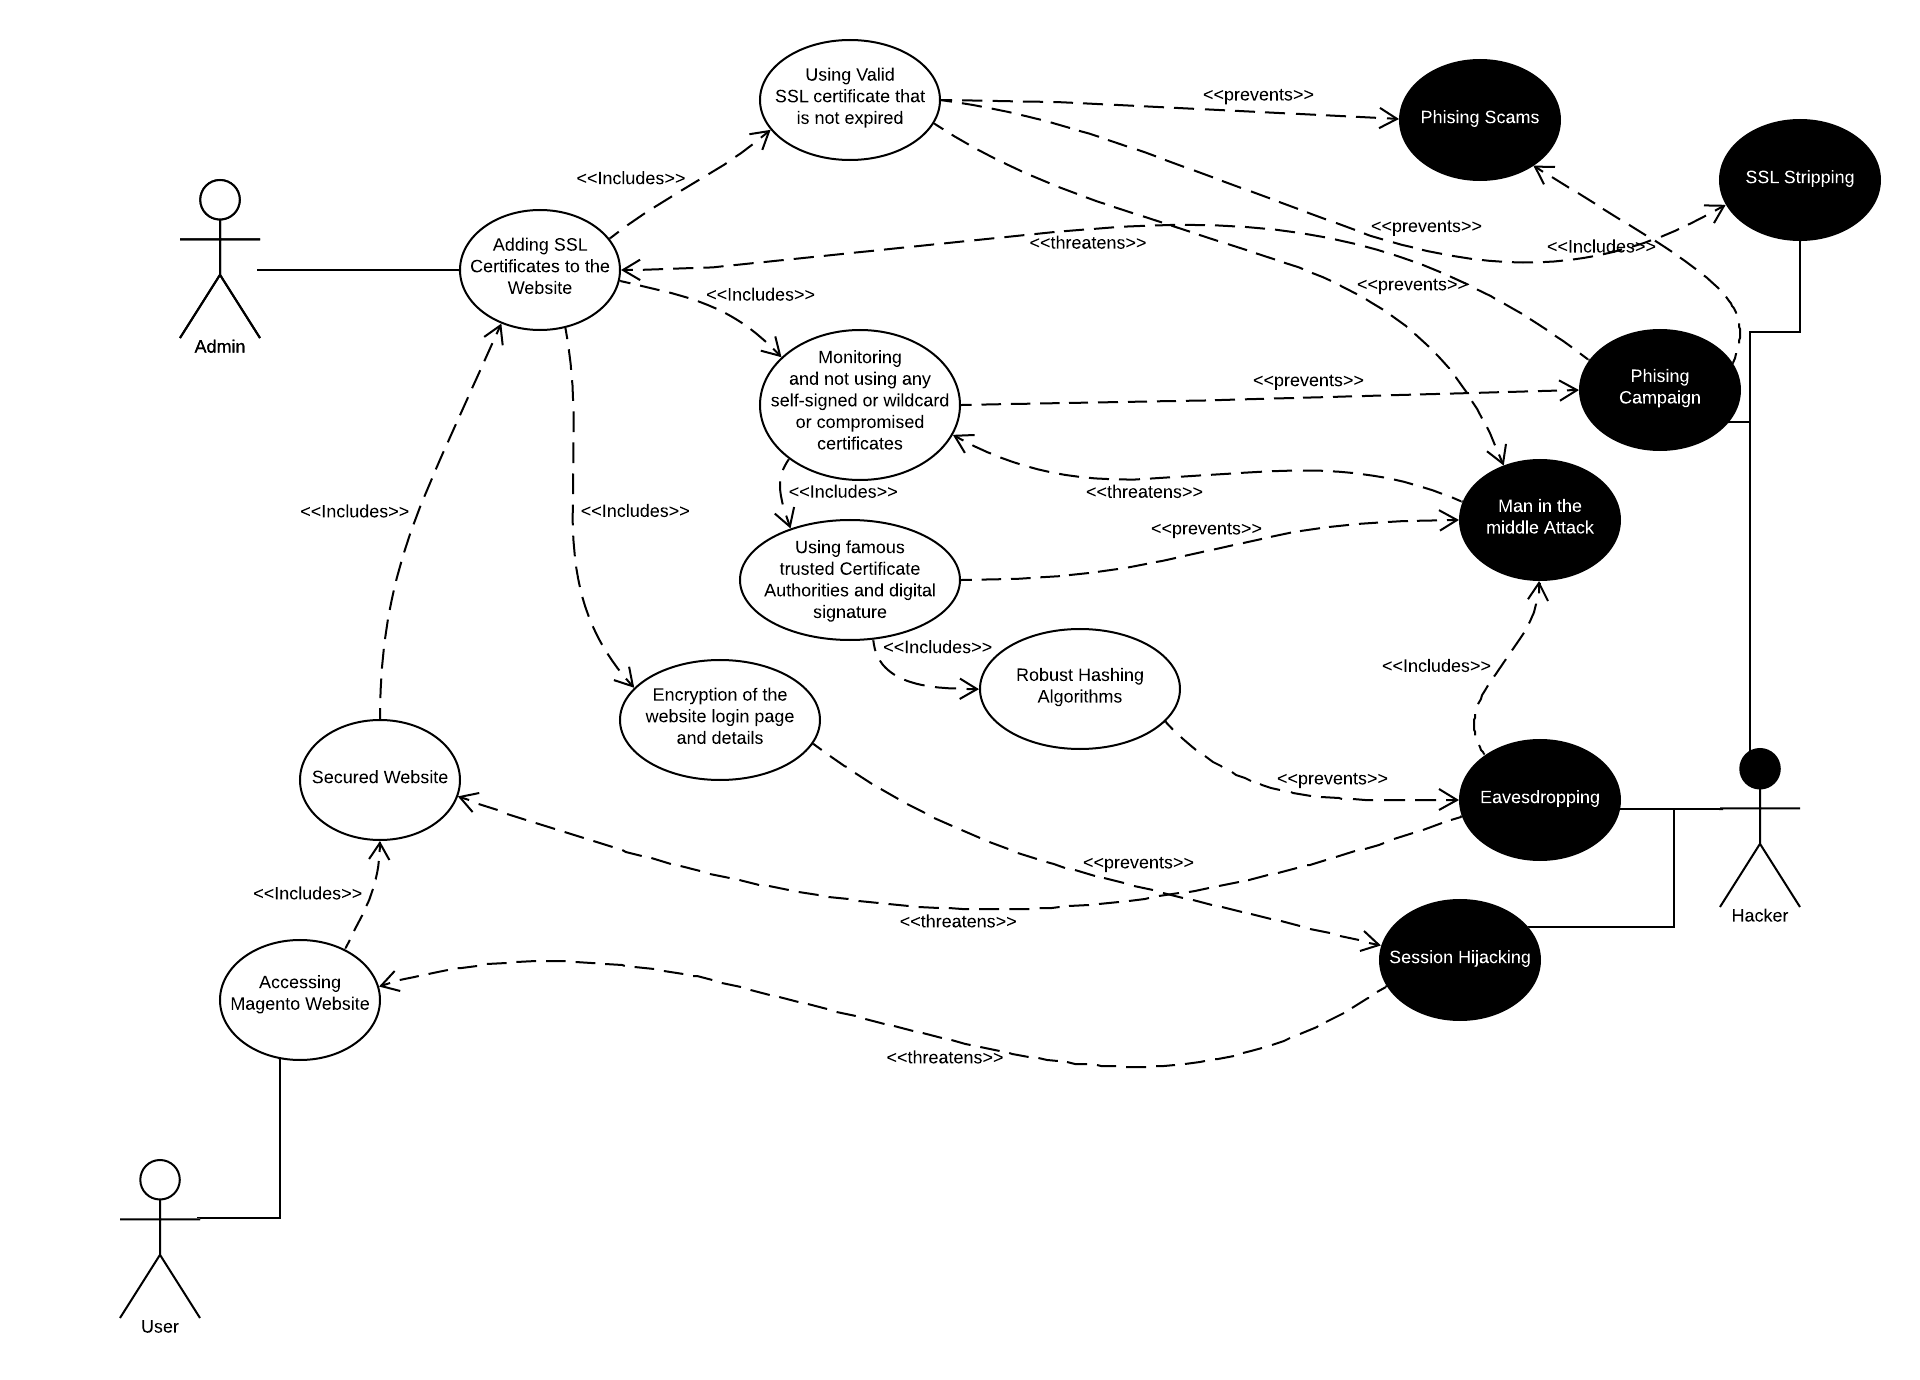 Using Valid
SSL certificate that
is not expired
<<prevents>>
Phising Scams
SSL Stripping
<<Includes>>
Adding SSL
Certificates to the
Website
<<threatens>>
<<prevents>>
<<Includes>>
<<prevents>>
<<Includes>>
Admin
Monitoring
and not using any
self-signed or wildcard
or compromised
certificates
<<prevents>>
Phising
Campaign
<<Includes>>
<<threatens>>
Man in the
middle Attack
<<Includes>>
<<Includes>>
<<prevents>>
Using famous
trusted Certificate
Authorities and digital
signature
<<Includes>>
Robust Hashing
Algorithms
<<Includes>>
Encryption of the
website login page
and details
Secured Website
<<prevents>>
Eavesdropping
<<prevents>>
<<Includes>>
<<threatens>>
Hacker
Session Hijacking
Accessing
Magento Website
<<threatens>>
User